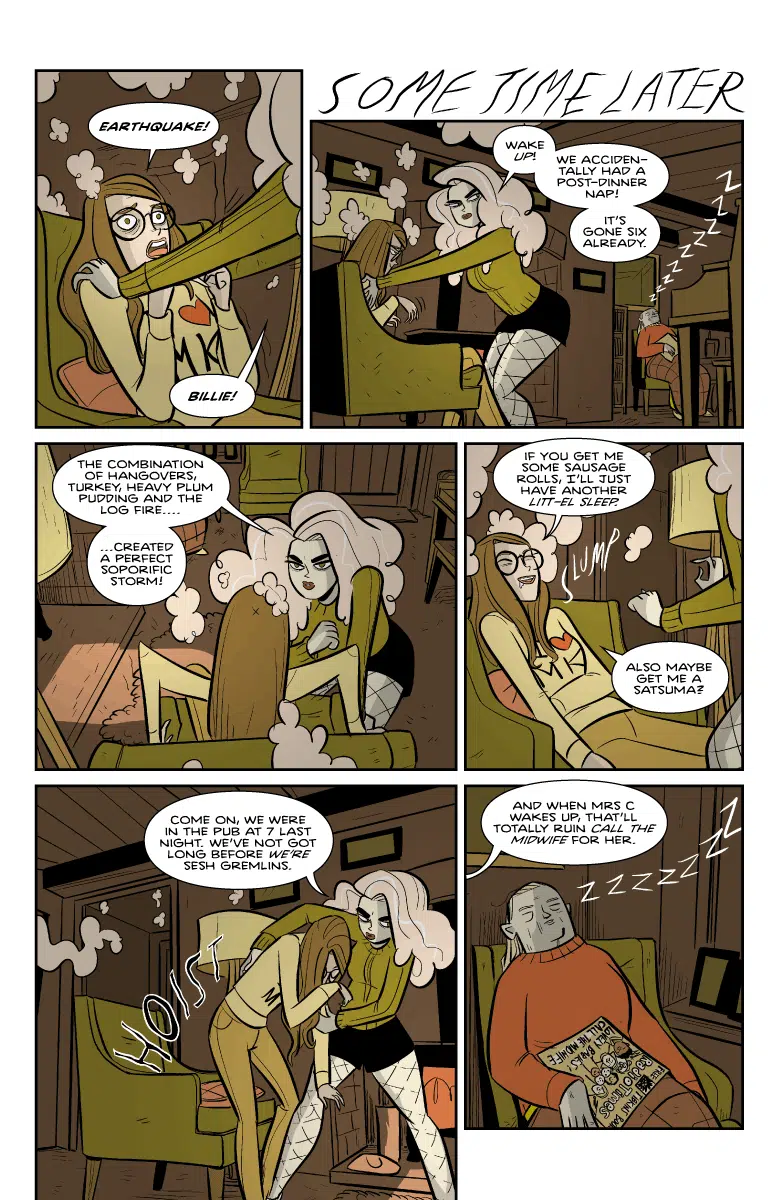 EARTHQUAKE!
MK
BILLIE!
SOME TIME LATER
WAKE
UP!
WE ACCIDEN-
TALLY HAD A
POST-DINNER
NAP!
IT'S
GONE SIX
ALREADY.
ZZZZZZZZZZ
THE COMBINATION
OF HANGOVERS,
TURKEY, HEAVY PLUM
PUDDING AND THE
LOG FIRE....
...CREATED
A PERFECT
SOPORIFIC
STORM!
IF YOU GET ME
SOME SAUSAGE
ROLLS, I'LL JUST
HAVE ANOTHER
LITT-EL SLEEP.
SLUMP
MK
ALSO MAYBE
GET ME A
SATSUMA?
COME ON, WE WERE
IN THE PUB AT 7 LAST
NIGHT. WE'VE NOT GOT
LONG BEFORE WE'RE
SESH GREMLINS.
HOIST
M
AND WHEN MRS C
WAKES UP, THAT'LL
TOTALLY RUIN CALL THE
MIDWIFE FOR HER.
ZZZZZZZZ
CALL THE MIDWIFE